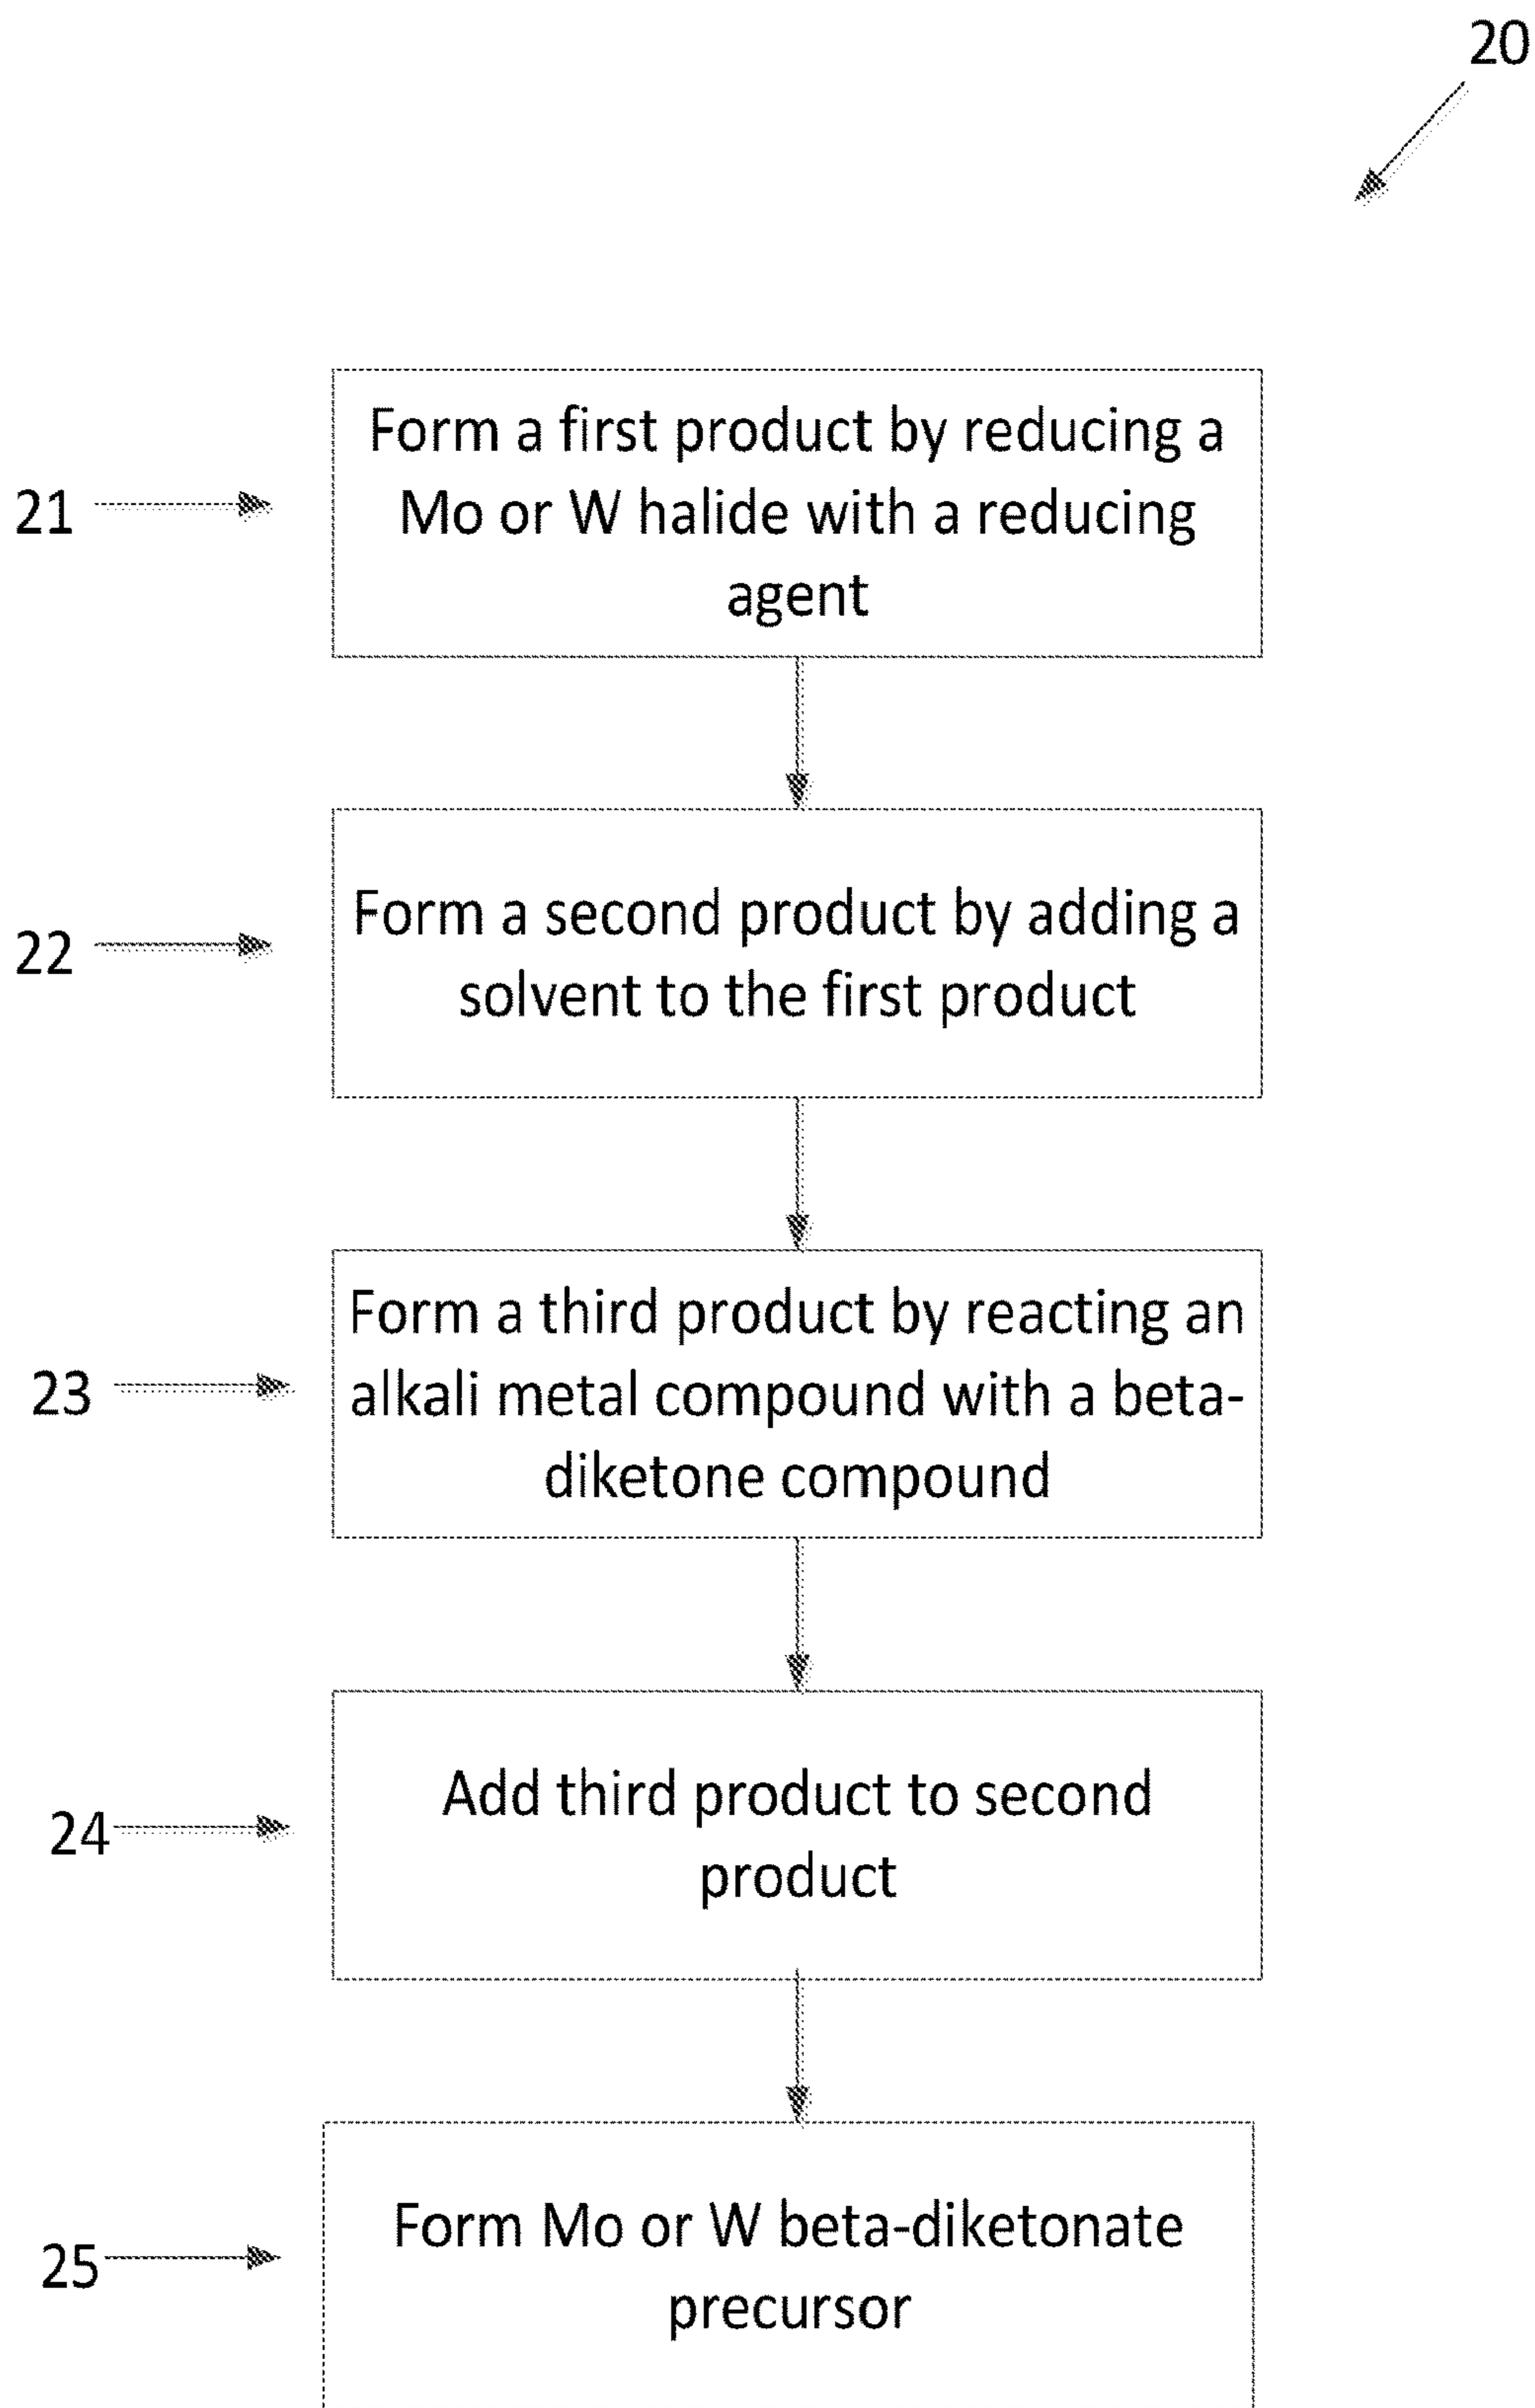 20
Form a first product by reducing a
Mo or W halide with a reducing
agent
21
Form a second product by adding a
solvent to the first product
22
Form a third product by reacting an
alkali metal compound with a beta-
diketone compound
23
Add third product to second
product
24
Form Mo or W beta-diketonate
precursor
25